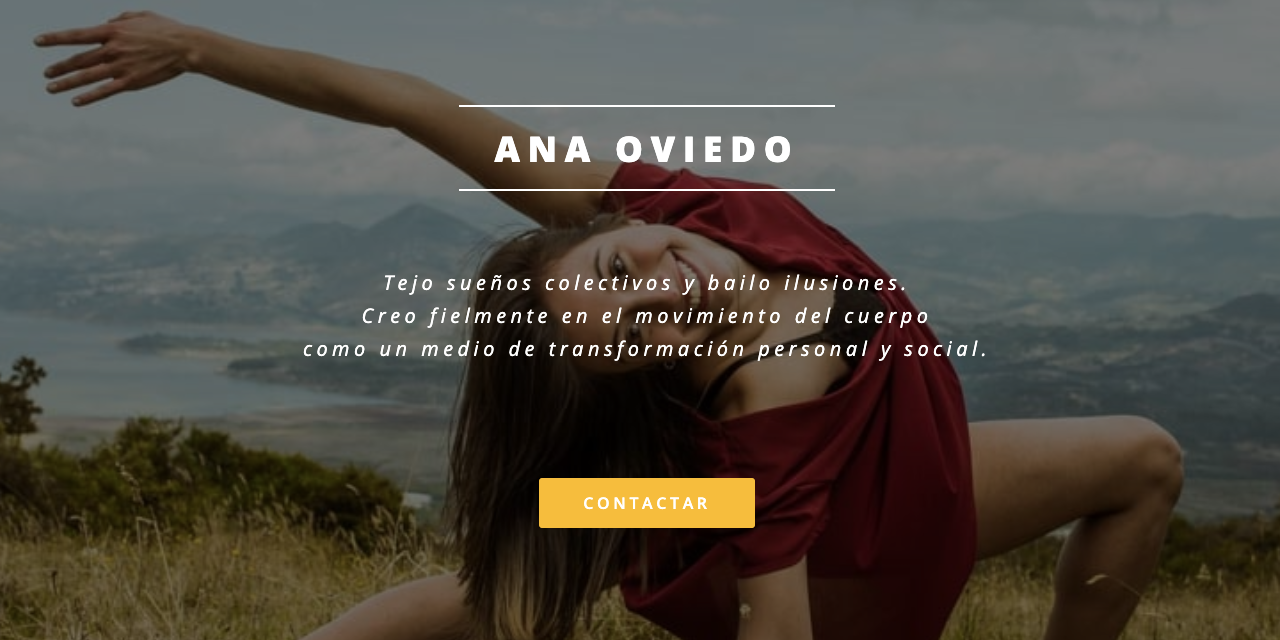 ANA OVIEDO
Tejo sueños colectivos y bailo ilusiones.
Creo fielmente en el movimiento del cuerpo
como un medio de transformación personal y social.
CONTACTAR